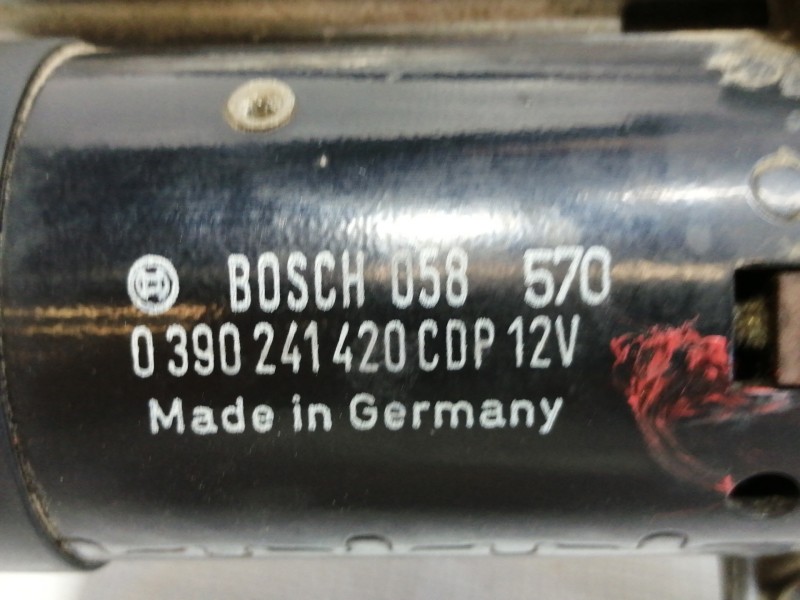 BOSCH 058 570
0 390 241 420 CDP 12V
Made in Germany